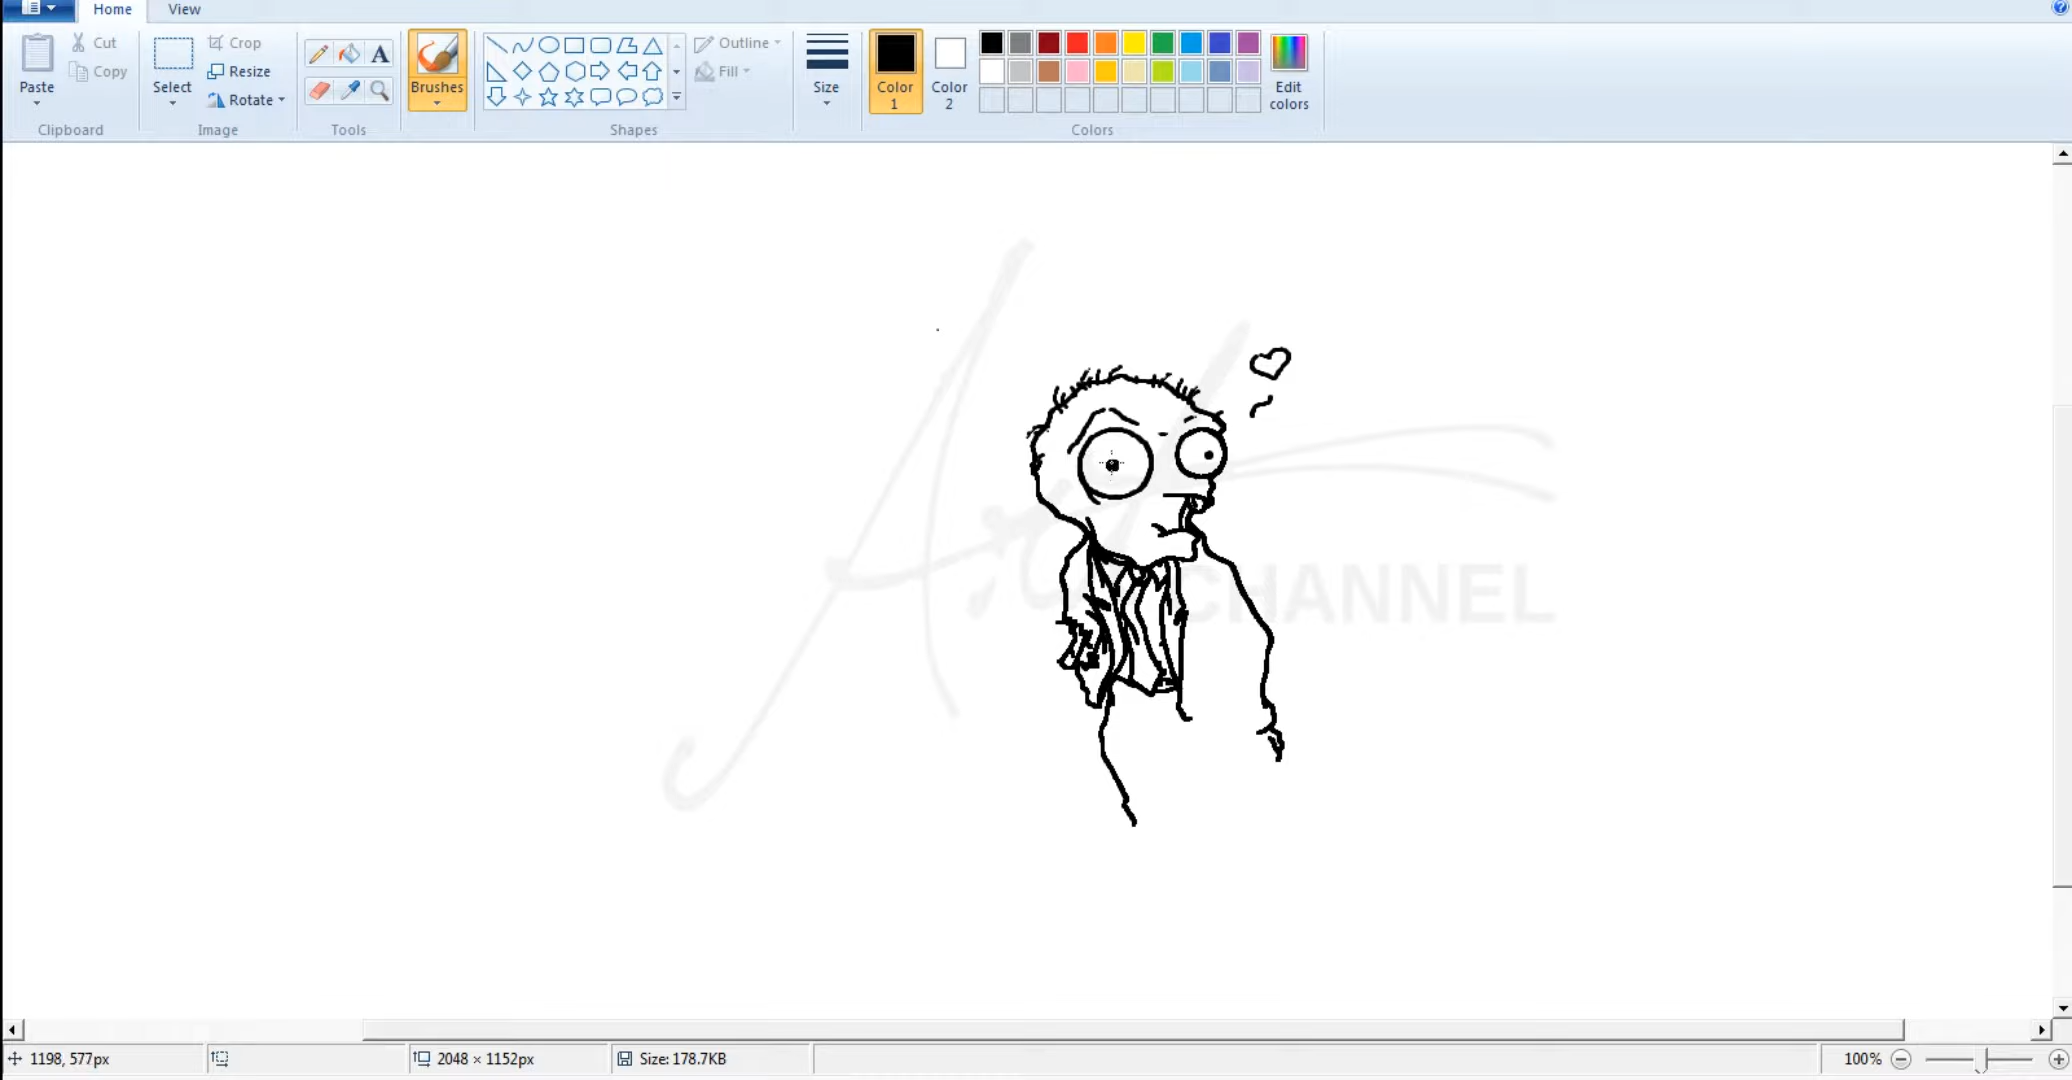 Home View
Paste Cut Copy Select Crop Resize Rotate A Brushes Outline Fill Size Color 1 Color 2 Edit colors
Clipboard Image Tools Shapes Colors
Art
CHANNEL
1198, 577px 2048 × 1152px Size: 178.7KB 100%